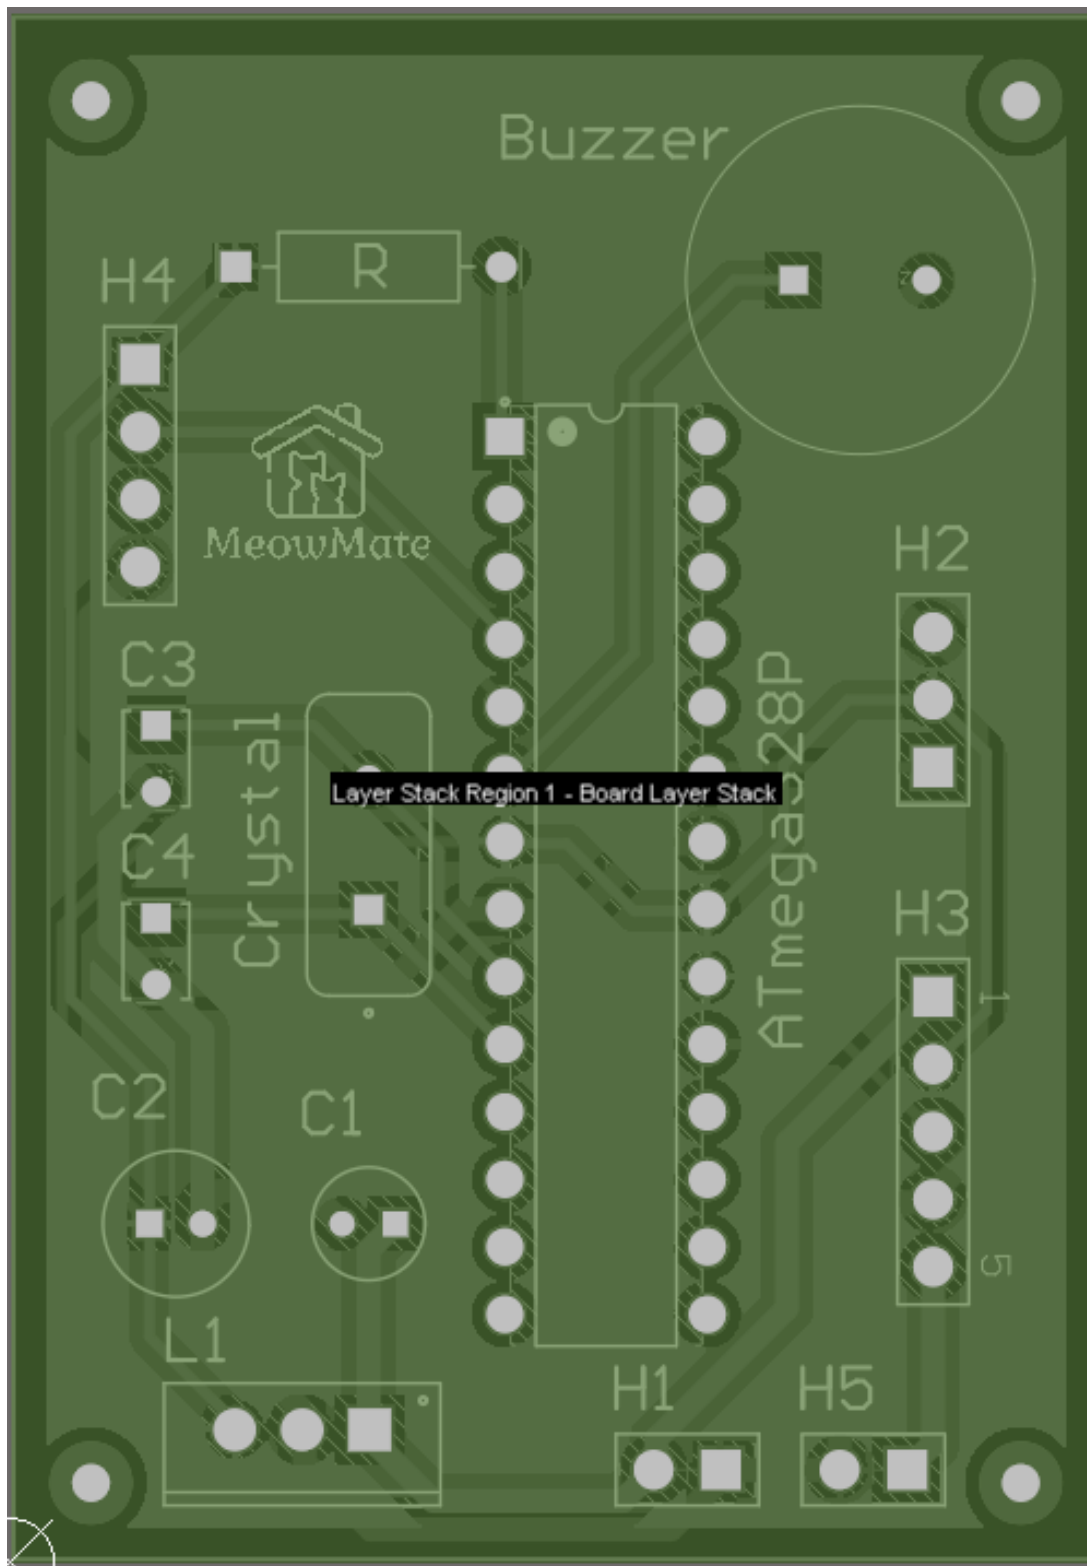 Buzzer
R
H4
MeowMate
H2
C3
Crystal
ATmega328P
Layer Stack Region 1 - Board Layer Stack
C4
H3
1
C2
C1
5
L1
H1
H5